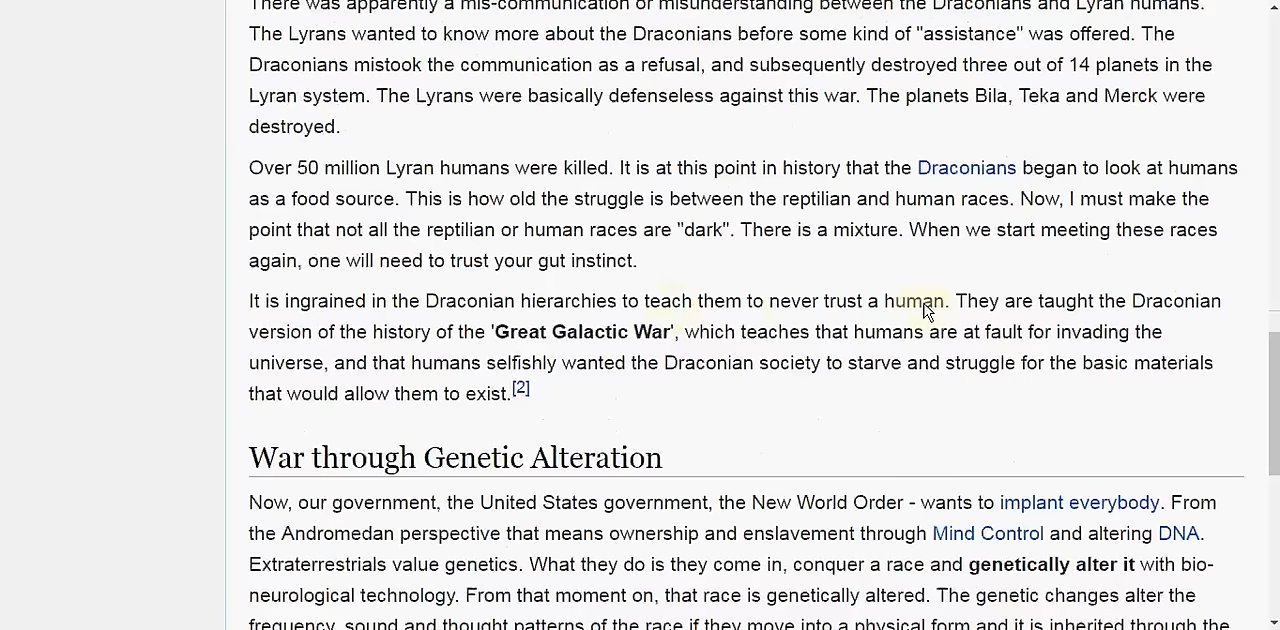 There was apparently a mis-communication or misunderstanding between the Draconians and Lyran humans.
The Lyrans wanted to know more about the Draconians before some kind of "assistance" was offered. The
Draconians mistook the communication as a refusal, and subsequently destroyed three out of 14 planets in the
Lyran system. The Lyrans were basically defenseless against this war. The planets Bila, Teka and Merck were
destroyed.
Over 50 million Lyran humans were killed. It is at this point in history that the Draconians began to look at humans
as a food source. This is how old the struggle is between the reptilian and human races. Now, I must make the
point that not all the reptilian or human races are "dark". There is a mixture. When we start meeting these races
again, one will need to trust your gut instinct.
It is ingrained in the Draconian hierarchies to teach them to never trust a human. They are taught the Draconian
version of the history of the 'Great Galactic War', which teaches that humans are at fault for invading the
universe, and that humans selfishly wanted the Draconian society to starve and struggle for the basic materials
that would allow them to exist.[2]
War through Genetic Alteration
Now, our government, the United States government, the New World Order - wants to implant everybody. From
the Andromedan perspective that means ownership and enslavement through Mind Control and altering DNA.
Extraterrestrials value genetics. What they do is they come in, conquer a race and genetically alter it with bio-
neurological technology. From that moment on, that race is genetically altered. The genetic changes alter the
frequency, sound and thought patterns of the race if they move into a physical form and it is inherited through the